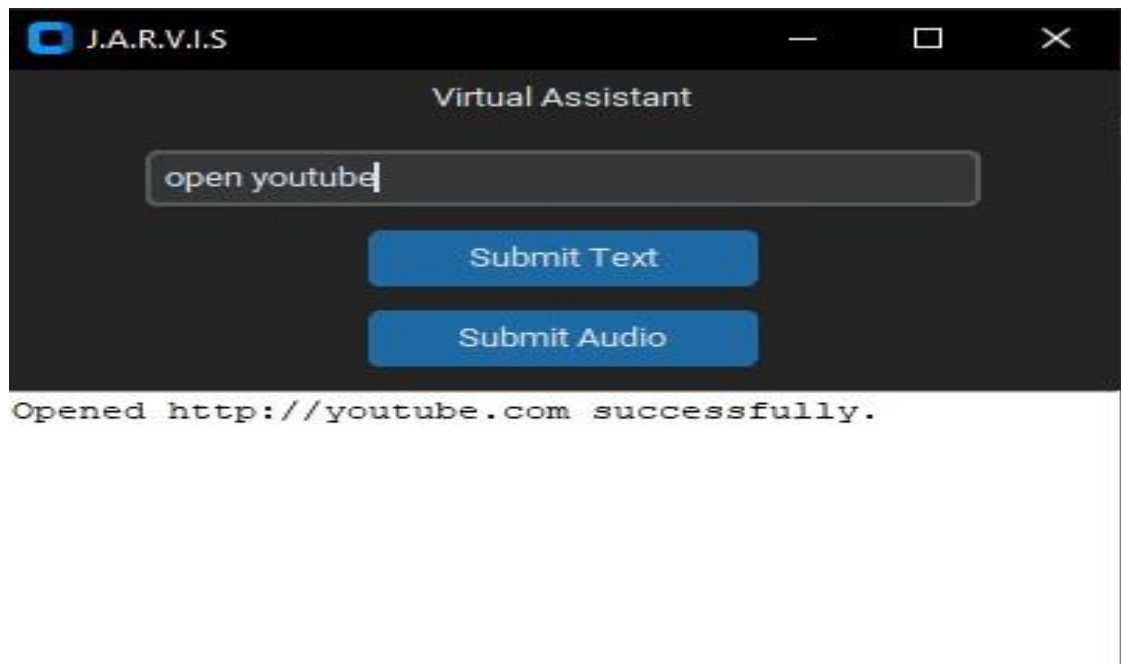 J.A.R.V.I.S
Virtual Assistant
open youtube
Submit Text
Submit Audio
Opened http://youtube.com successfully.